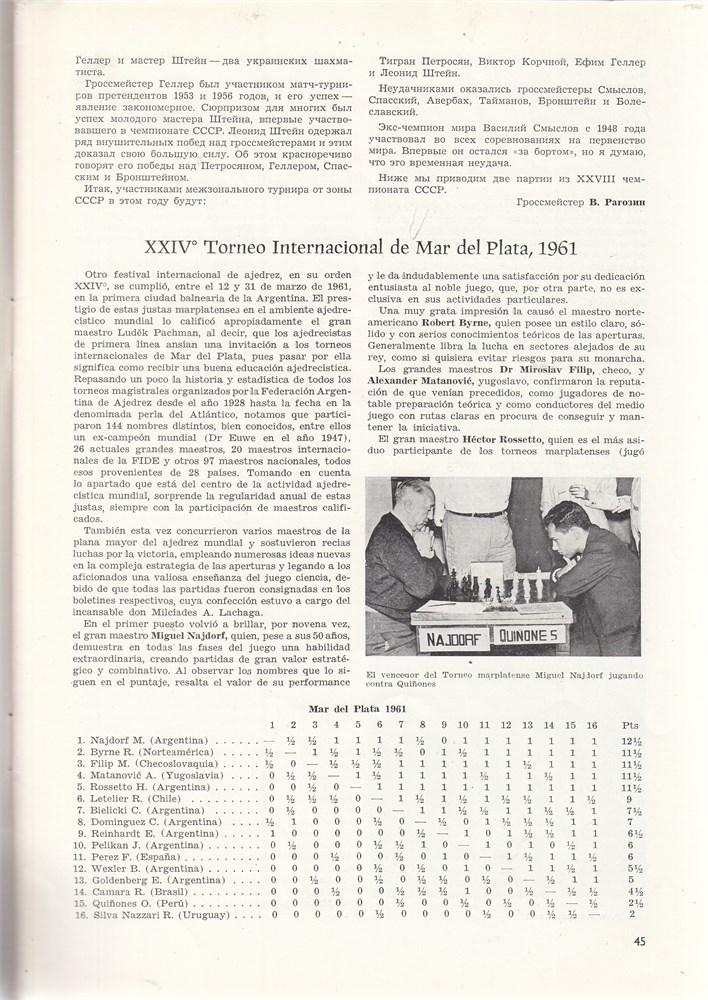 Геллер и мастер Штейн — два украинских шахма-
тиста.
Гроссмейстер Геллер был участником матч-турни-
ров претендентов 1953 и 1956 годов, и его успех —
явление закономерное. Сюрпризом для многих был
успех молодого мастера Штейна, впервые участво-
вавшего в чемпионате СССР. Леонид Штейн одержал
ряд внушительных побед над гроссмейстерами и этим
доказал свою большую силу. Об этом красноречиво
говорят его победы над Петросяном, Геллером, Спас-
ским и Бронштейном.
Итак, участниками межзонального турнира от зоны
СССР в этом году будут:
Тигран Петросян, Виктор Корчной, Ефим Геллер
и Леонид Штейн.
Неудачниками оказались гроссмейстеры Смыслов,
Спасский, Авербах, Тайманов, Бронштейн и Боле-
славский.
Экс-чемпион мира Василий Смыслов с 1948 года
участвовал во всех соревнованиях на первенство
мира. Впервые он остался «за бортом», но я думаю,
что это временная неудача.
Ниже мы приводим две партии из XXVIII чем-
пионата СССР.
Гроссмейстер В. Рагозин
XXIV° Torneo Internacional de Mar del Plata, 1961
Otro festival internacional de ajedrez, en su orden
XXIV°, se cumplió, entre el 12 y 31 de marzo de 1961,
en la primera ciudad balnearia de la Argentina. El pres-
tigio de estas justas marplatenses en el ambiente ajedre-
cístico mundial lo calificó apropiadamente el gran
maestro Luděk Pachman, al decir, que los ajedrecistas
de primera línea ansían una invitación a los torneos
internacionales de Mar del Plata, pues pasar por ella
significa como recibir una buena educación ajedrecística.
Repasando un poco la historia y estadística de todos los
torneos magistrales organizados por la Federación Argen-
tina de Ajedrez desde el año 1928 hasta la fecha en la
denominada perla del Atlántico, notamos que partici-
paron 144 nombres distintos, bien conocidos, entre ellos
un ex-campeón mundial (Dr Euwe en el año 1947),
26 actuales grandes maestros, 20 maestros internacio-
nales de la FIDE y otros 97 maestros nacionales, todos
esos provenientes de 28 países. Tomando en cuenta
lo apartado que está del centro de la actividad ajedre-
cística mundial, sorprende la regularidad anual de estas
justas, siempre con la participación de maestros califi-
cados.
También esta vez concurrieron varios maestros de la
plana mayor del ajedrez mundial y sostuvieron recias
luchas por la victoria, empleando numerosas ideas nuevas
en la compleja estrategia de las aperturas y legando a los
aficionados una valiosa enseñanza del juego ciencia, de-
bido de que todas las partidas fueron consignadas en los
boletines respectivos, cuya confección estuvo a cargo del
incansable don Milcíades A. Lachaga.
En el primer puesto volvió a brillar, por novena vez,
el gran maestro Miguel Najdorf, quien, pese a sus 50 años,
demuestra en todas las fases del juego una habilidad
extraordinaria, creando partidas de gran valor estraté-
gico y combinativo. Al observar los nombres que lo si-
guen en el puntaje, resalta el valor de su performance
y le da indudablemente una satisfacción por su dedicación
entusiasta al noble juego, que, por otra parte, no es ex-
clusiva en sus actividades particulares.
Una muy grata impresión la causó el maestro norte-
americano Robert Byrne, quien posee un estilo claro, só-
lido y con serios conocimientos teóricos de las aperturas.
Generalmente libra la lucha en sectores alejados de su
rey, como si quisiera evitar riesgos para su monarcha.
Los grandes maestros Dr Miroslav Filip, checo, y
Alexander Matanović, yugoslavo, confirmaron la reputa-
ción de que venían precedidos, como jugadores de no-
table preparación teórica y como conductores del medio
juego con rutas claras en procura de conseguir y man-
tener la iniciativa.
El gran maestro Héctor Rossetto, quien es el más asi-
duo participante de los torneos marplatenses (jugó
NAJDORF QUINONES
El vencedor del Torneo marplatense Miguel Najdorf jugando
contra Quiñones
Mar del Plata 1961
1 2 3 4 5 6 7 8 9 10 11 12 13 14 15 16 Pts
1. Najdorf M. (Argentina) . . . . . . — ½ ½ 1 1 1 1 ½ 0 1 1 1 1 1 1 1 12½
2. Byrne R. (Norteamérica) . . . . . ½ — 1 ½ 1 ½ ½ 0 1 ½ 1 1 1 1 1 1 11½
3. Filip M. (Checoslovaquia) . . . . . ½ 0 — ½ ½ ½ 1 1 1 1 1 1 ½ 1 1 1 11½
4. Matanović A. (Yugoslavia) . . . . 0 ½ ½ — 1 ½ 1 1 1 1 ½ 1 1 ½ 1 1 11½
5. Rossetto H. (Argentina) . . . . . . 0 0 ½ 0 — 1 1 1 1 1 1 1 1 1 1 1 11½
6. Letelier R. (Chile) . . . . . . . . . 0 ½ ½ ½ 0 — 1 ½ 1 ½ 1 ½ ½ 1 1 ½ 9
7. Bielicki C. (Argentina) . . . . . . 0 ½ 0 0 0 0 — 1 1 ½ ½ 1 1 ½ ½ 1 7½
8. Dominguez C. (Argentina) . . . . ½ 1 0 0 0 ½ 0 — ½ 0 1 ½ ½ ½ 1 1 7
9. Reinhardt E. (Argentina) . . . . . 1 0 0 0 0 0 0 ½ — 1 0 1 ½ ½ 1 1 6½
10. Pelikan J. (Argentina) . . . . . . . 0 ½ 0 0 0 ½ ½ 1 0 — 1 0 1 0 ½ 1 6
11. Perez F. (España) . . . . . . . . . 0 0 0 ½ 0 0 ½ 0 1 0 — 1 ½ 1 1 ½ 6
12. Wexler B. (Argentina) . . . . . . . 0 0 0 0 0 ½ 0 ½ 0 1 0 — 1 1 ½ 1 5½
13. Goldenberg E. (Argentina) . . . . 0 0 ½ 0 0 ½ 0 ½ ½ 0 ½ 0 — ½ 1 1 5
14. Camara R. (Brasil) . . . . . . . . 0 0 0 ½ 0 0 ½ ½ ½ 1 0 0 ½ — ½ ½ 4½
15. Quiñones O. (Perú) . . . . . . . . . 0 0 0 0 0 0 ½ 0 0 ½ 0 ½ 0 ½ — ½ 2½
16. Silva Nazzari R. (Uruguay) . . . . 0 0 0 0 0 ½ 0 0 0 0 ½ 0 0 ½ ½ — 2
45